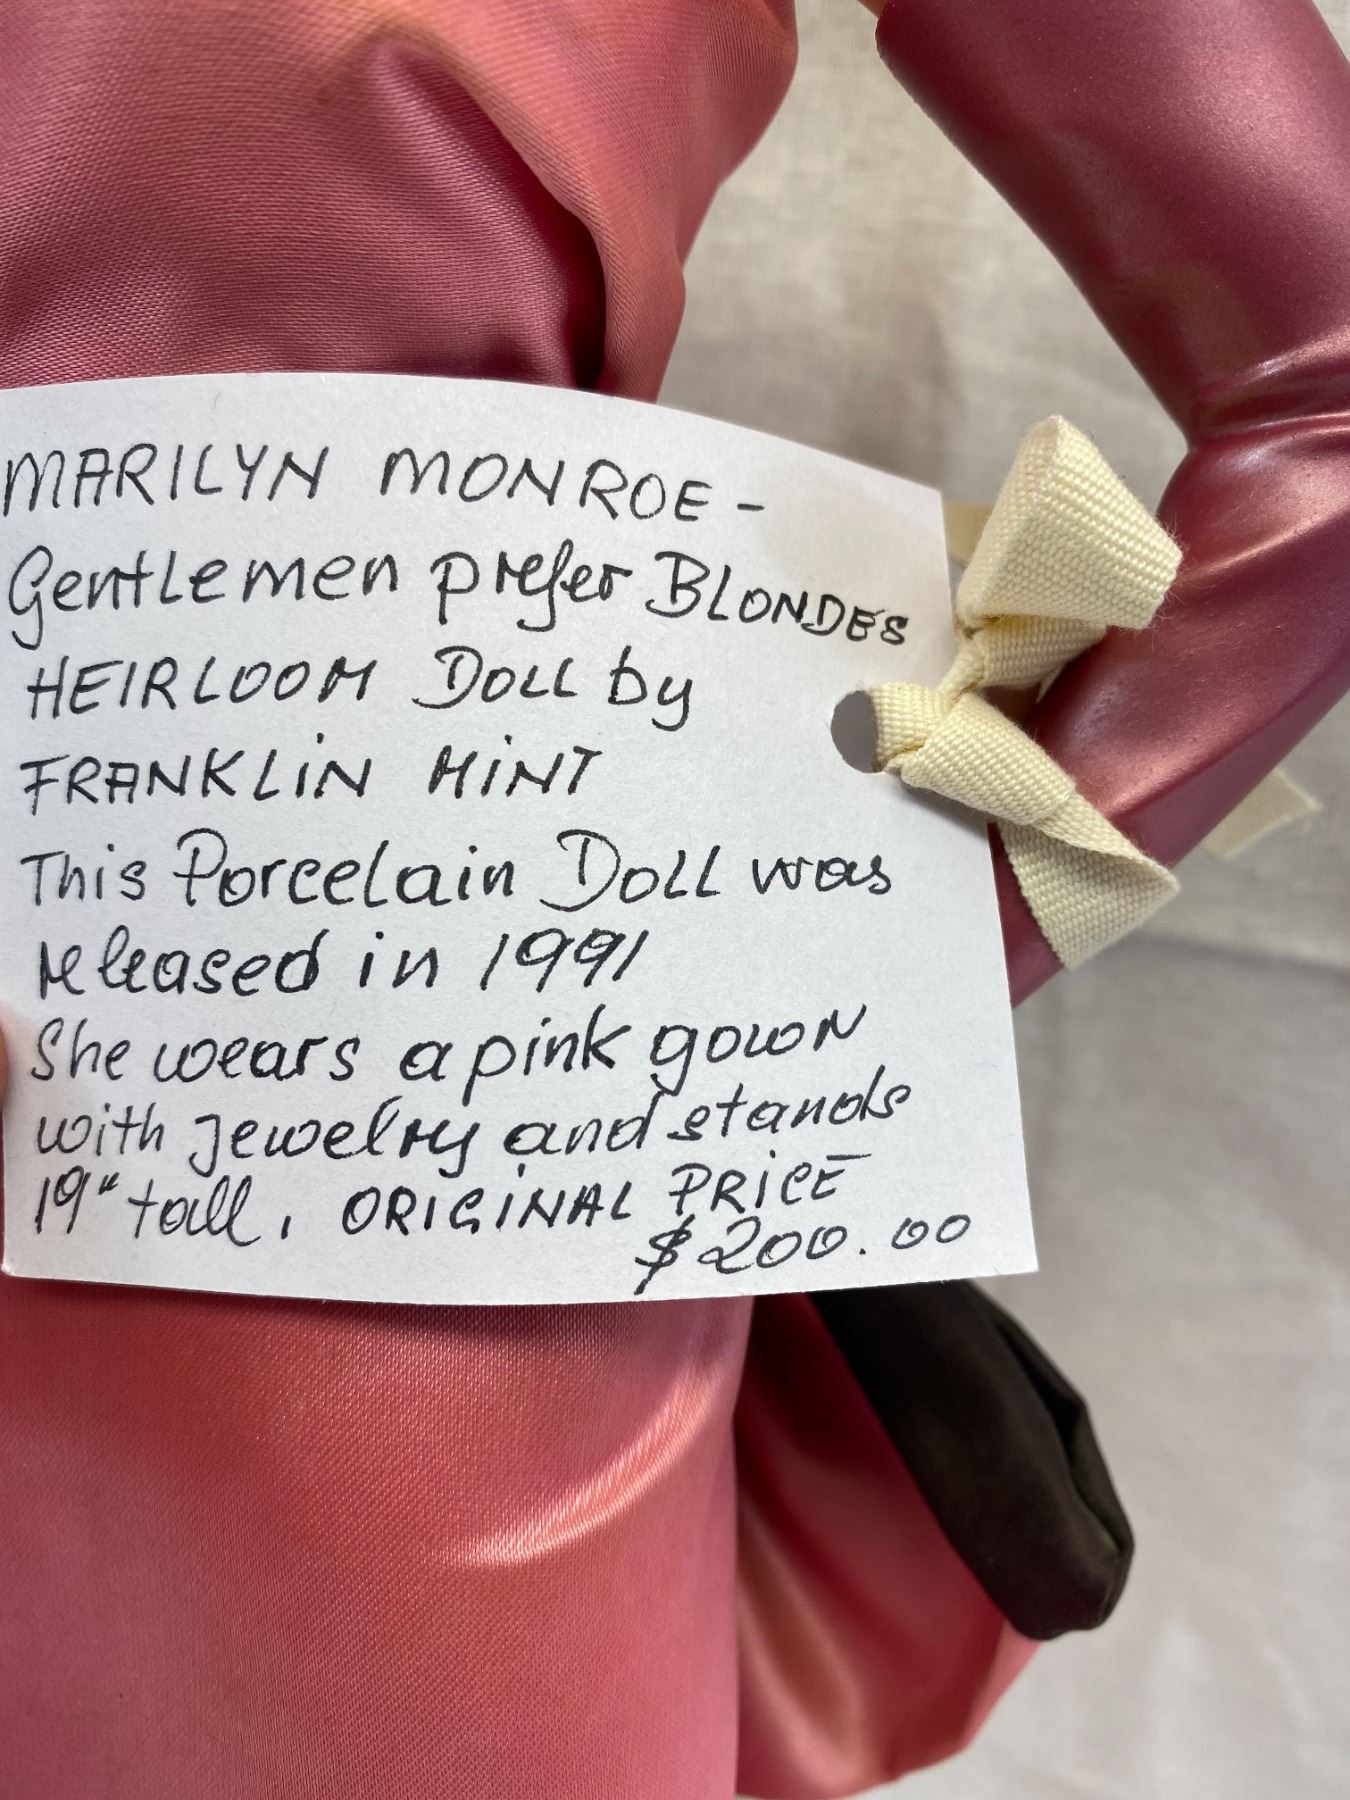 MARILYN MONROE -
Gentlemen prefer BLONDES
HEIRLOOM DOLL by
FRANKLIN MINT
This Porcelain DOLL was
released in 1991
She wears a pink gown
with jewelry and stands
19" tall. ORIGINAL PRICE
$200.00